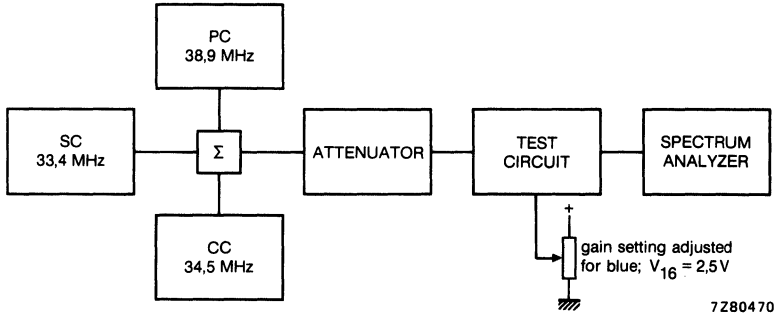 PC
38,9 MHz
SC
33,4 MHz
Σ
ATTENUATOR
TEST
CIRCUIT
SPECTRUM
ANALYZER
CC
34,5 MHz
+
gain setting adjusted
for blue; V16 = 2,5V
7Z80470